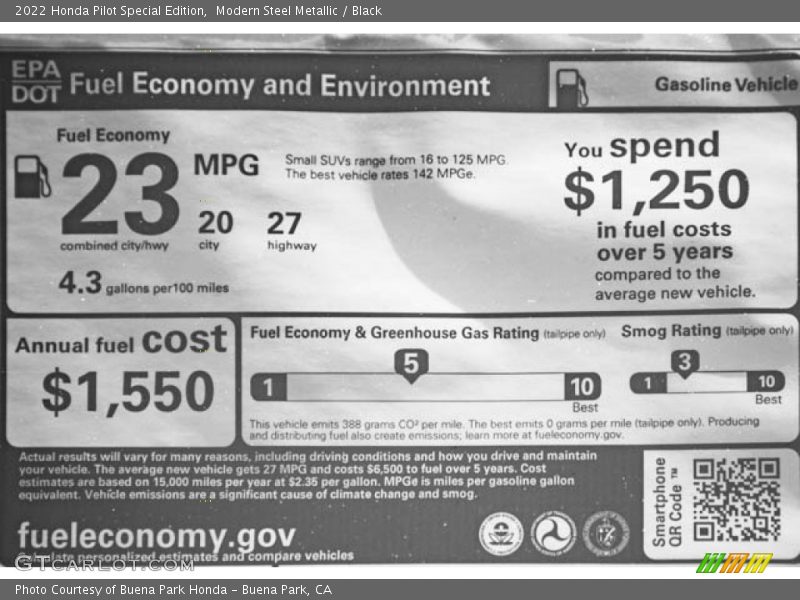 2022 Honda Pilot Special Edition,  Modern Steel Metallic / Black
EPA
DOT
Fuel Economy and Environment
Gasoline Vehicle
Fuel Economy
23
MPG
combined city/hwy
20
city
27
highway
4.3 gallons per 100 miles
Small SUVs range from 16 to 125 MPG.
The best vehicle rates 142 MPGe.
You spend
$1,250
in fuel costs
over 5 years
compared to the
average new vehicle.
Annual fuel cost
$1,550
Fuel Economy & Greenhouse Gas Rating (tailpipe only)
5
1
10
Best
Smog Rating (tailpipe only)
3
1
10
Best
This vehicle emits 388 grams CO² per mile. The best emits 0 grams per mile (tailpipe only). Producing
and distributing fuel also create emissions; learn more at fueleconomy.gov.
Actual results will vary for many reasons, including driving conditions and how you drive and maintain
your vehicle. The average new vehicle gets 27 MPG and costs $6,500 to fuel over 5 years. Cost
estimates are based on 15,000 miles per year at $2.35 per gallon. MPGe is miles per gasoline gallon
equivalent. Vehicle emissions are a significant cause of climate change and smog.
fueleconomy.gov
Calculate personalized estimates and compare vehicles
Smartphone
QR Code™
GTCARLOT.COM
Photo Courtesy of Buena Park Honda - Buena Park, CA